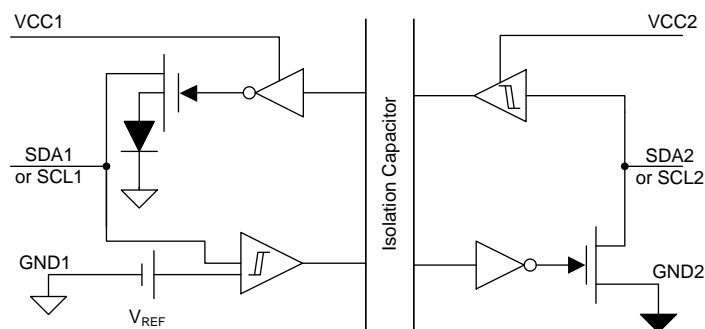 VCC1
VCC2
SDA1
or SCL1
Isolation Capacitor
SDA2
or SCL2
GND1
GND2
VREF